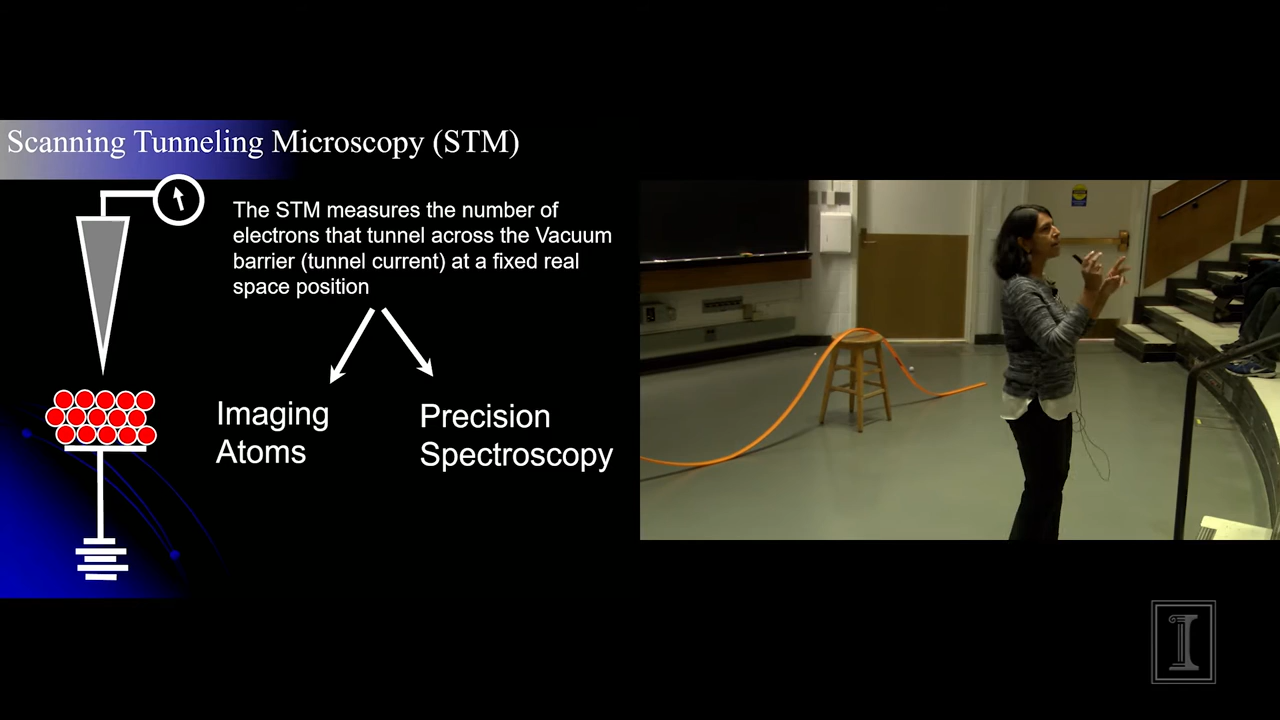 Scanning Tunneling Microscopy (STM)
The STM measures the number of
electrons that tunnel across the Vacuum
barrier (tunnel current) at a fixed real
space position
Imaging
Atoms
Precision
Spectroscopy